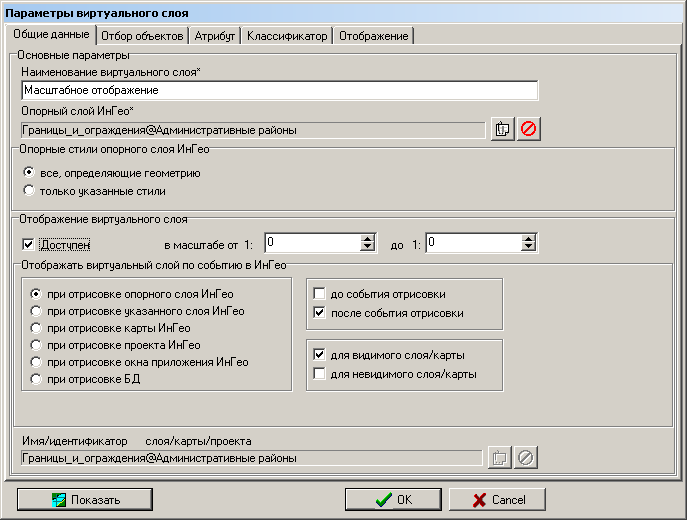 Параметры виртуального слоя
Общие данные Отбор объектов Атрибут Классификатор Отображение
Основные параметры
Наименование виртуального слоя*
Масштабное отображение
Опорный слой ИнГео*
Границы_и_ограждения@Административные районы
Опорные стили опорного слоя ИнГео
все, определяющие геометрию
только указанные стили
Отображение виртуального слоя
Доступен в масштабе от 1: 0 до 1: 0
Отображать виртуальный слой по событию в ИнГео
при отрисовке опорного слоя ИнГео
при отрисовке указанного слоя ИнГео
при отрисовке карты ИнГео
при отрисовке проекта ИнГео
при отрисовке окна приложения ИнГео
при отрисовке БД
до события отрисовки
после события отрисовки
для видимого слоя/карты
для невидимого слоя/карты
Имя/идентификатор слоя/карты/проекта
Границы_и_ограждения@Административные районы
Показать OK Cancel